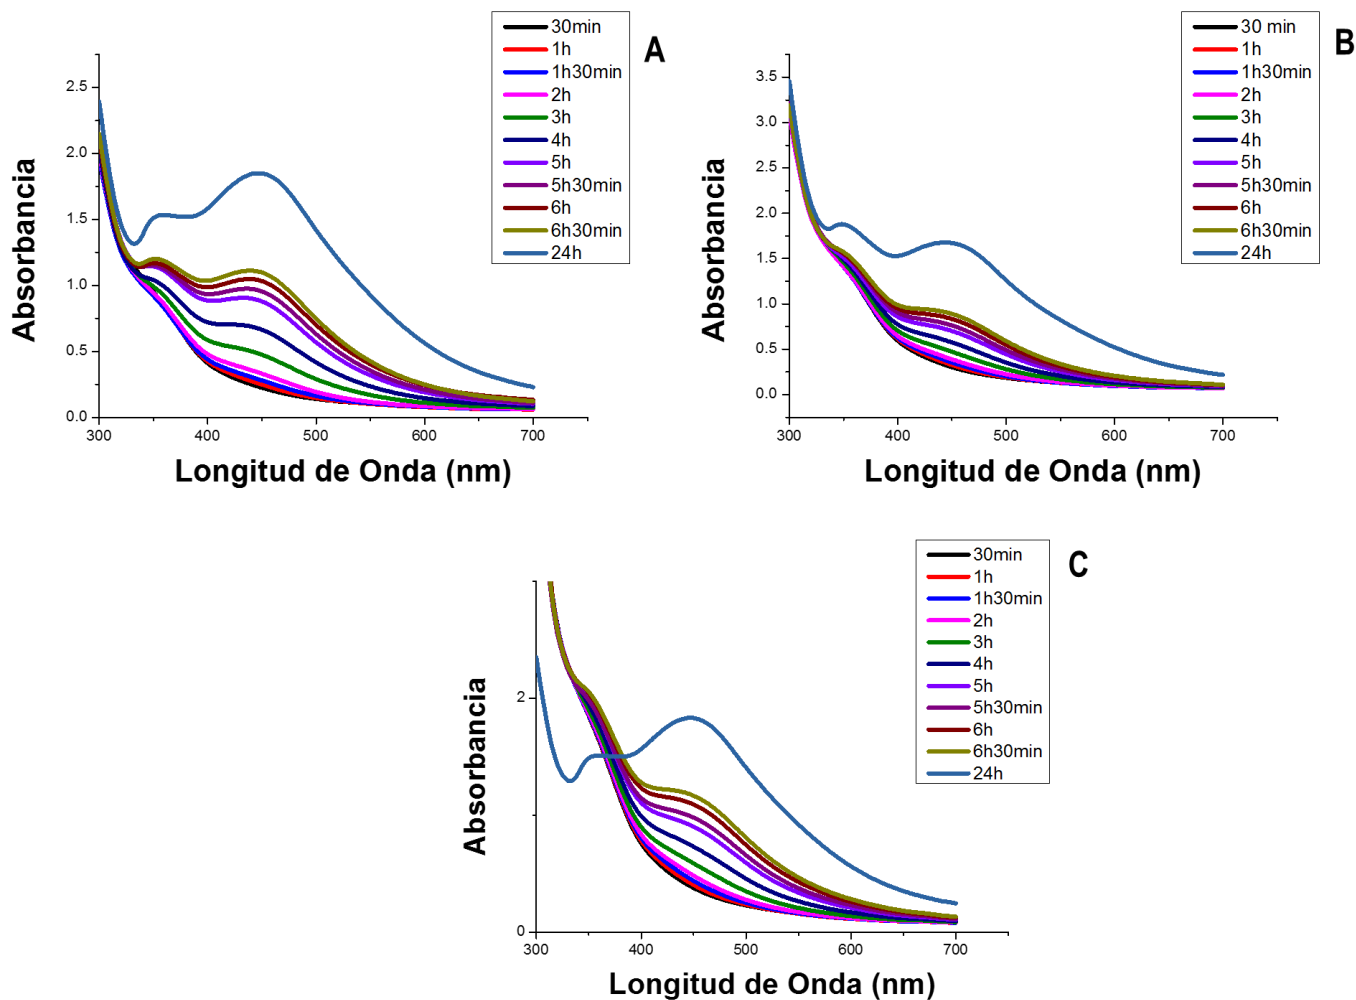 A
30min
1h
1h30min
2h
3h
4h
5h
5h30min
6h
6h30min
24h
Absorbancia
2.5
2.0
1.5
1.0
0.5
0.0
300
400
500
600
700
Longitud de Onda (nm)
B
30 min
1h
1h30min
2h
3h
4h
5h
5h30min
6h
6h30min
24h
Absorbancia
3.5
3.0
2.5
2.0
1.5
1.0
0.5
0.0
300
400
500
600
700
Longitud de Onda (nm)
C
30min
1h
1h30min
2h
3h
4h
5h
5h30min
6h
6h30min
24h
Absorbancia
2
0
300
400
500
600
700
Longitud de Onda (nm)